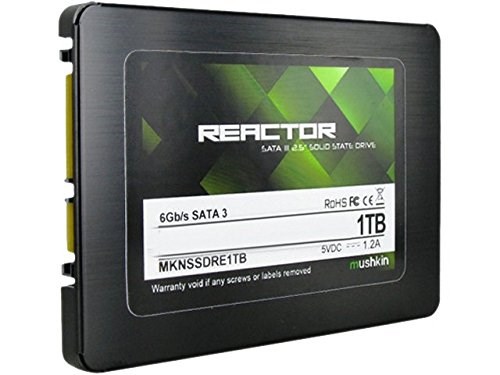 REACTOR
SATA III 2.5" SOLID STATE DRIVE
6Gb/s SATA 3
RoHS FC CE
1TB
5VDC ⎓ 1.2A
MKNSSDRE1TB
mushkin
Warranty void if any screws or labels removed